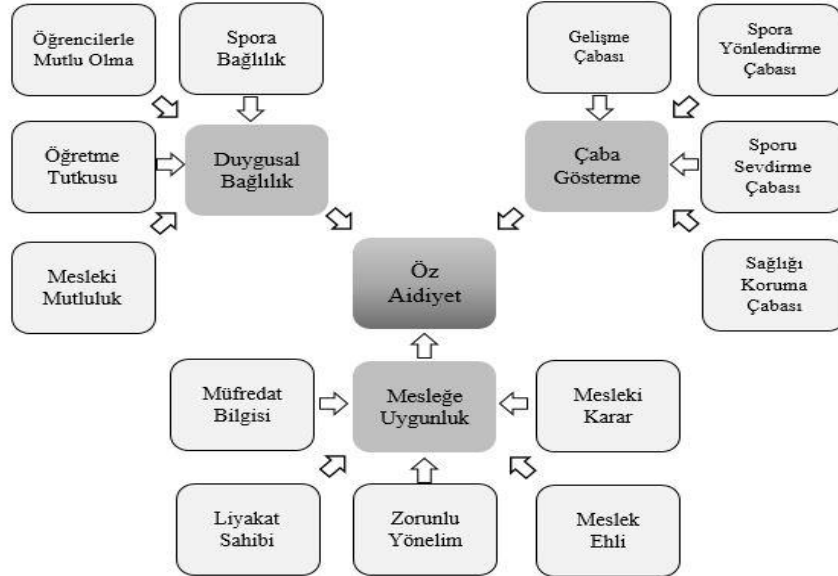 Öğrencilerle
Mutlu Olma
Spora
Bağlılık
Gelişme
Çabası
Spora
Yönlendirme
Çabası
Öğretme
Tutkusu
Duygusal
Bağlılık
Çaba
Gösterme
Sporu
Sevdirme
Çabası
Mesleki
Mutluluk
Öz
Aidiyet
Sağlığı
Koruma
Çabası
Müfredat
Bilgisi
Mesleğe
Uygunluk
Mesleki
Karar
Liyakat
Sahibi
Zorunlu
Yönelim
Meslek
Ehli